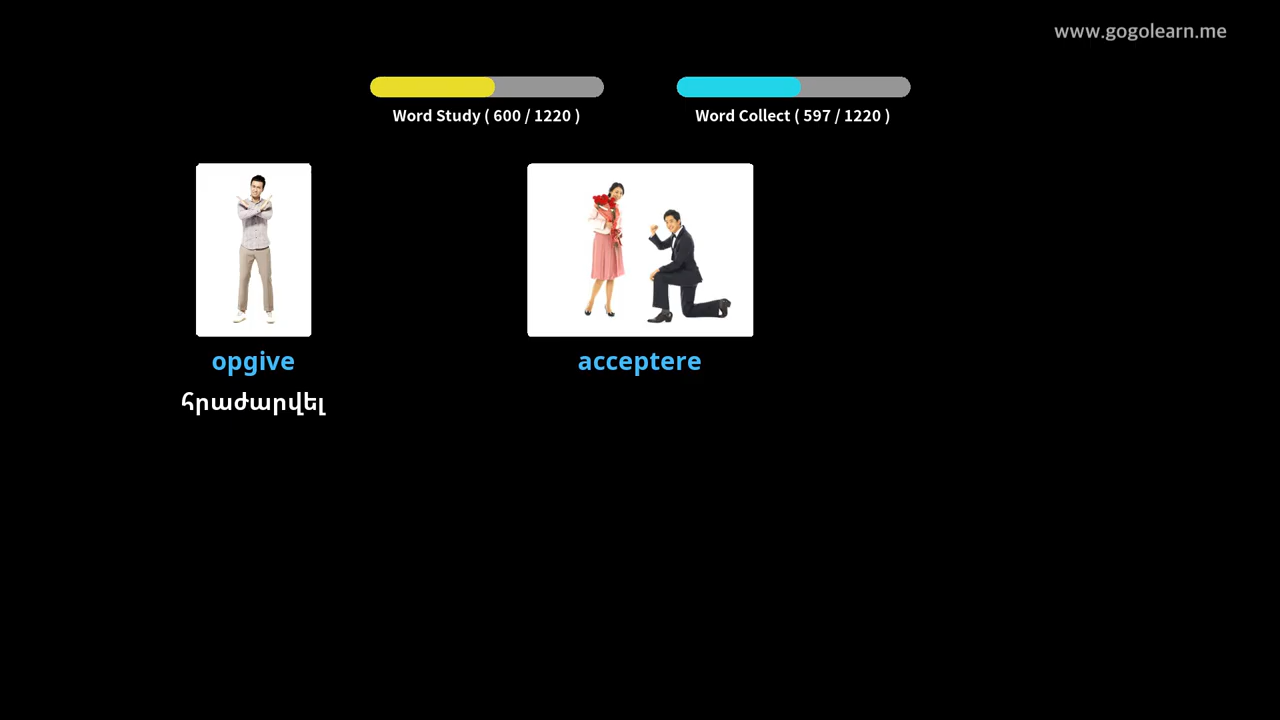 www.gogolearn.me
Word Study ( 600 / 1220 )
Word Collect ( 597 / 1220 )
opgive
acceptere
հրաժարվել